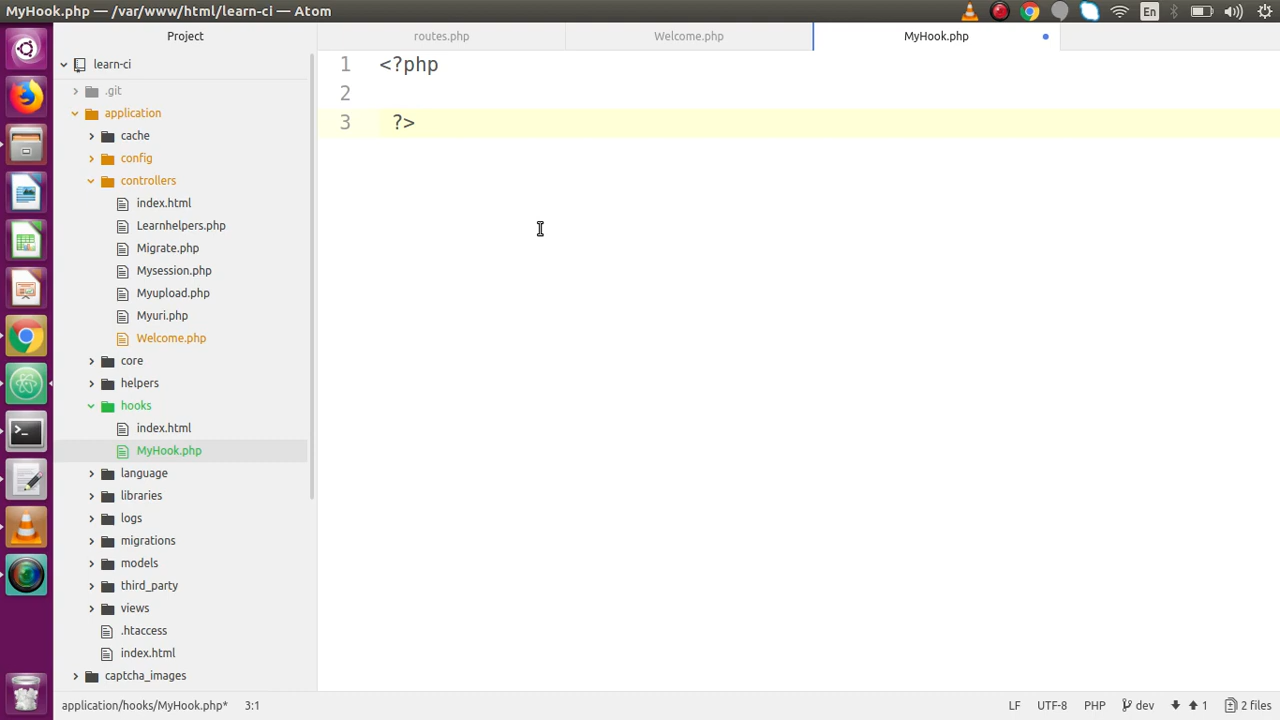 MyHook.php — /var/www/html/learn-ci — Atom
En
Project
routes.php
Welcome.php
MyHook.php
learn-ci
.git
application
cache
config
controllers
index.html
Learnhelpers.php
Migrate.php
Mysession.php
Myupload.php
Myuri.php
Welcome.php
core
helpers
hooks
index.html
MyHook.php
language
libraries
logs
migrations
models
third_party
views
.htaccess
index.html
captcha_images
1 <?php
2
3 ?>
application/hooks/MyHook.php* 3:1
LF UTF-8 PHP dev 1 2 files